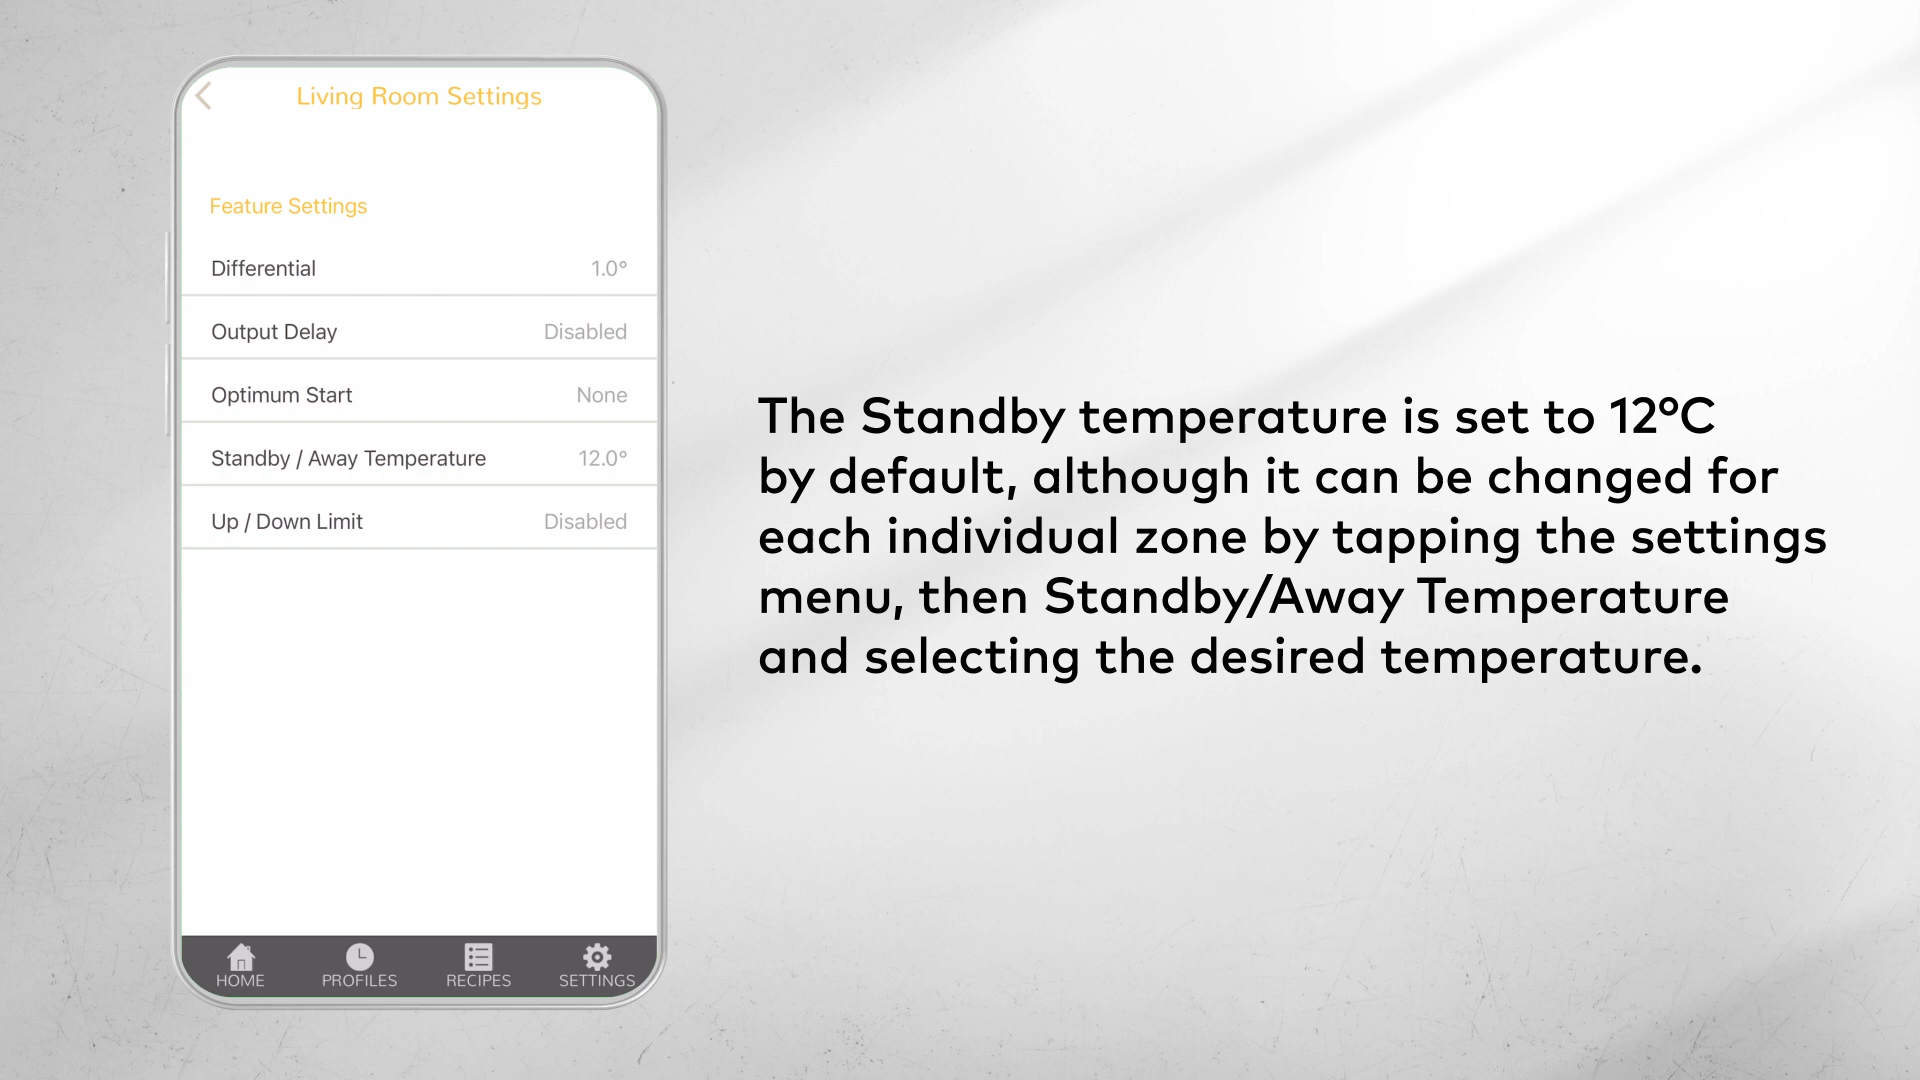 Living Room Settings
Feature Settings
Differential 1.0°
Output Delay Disabled
Optimum Start None
Standby / Away Temperature 12.0°
Up / Down Limit Disabled
HOME PROFILES RECIPES SETTINGS
The Standby temperature is set to 12°C
by default, although it can be changed for
each individual zone by tapping the settings
menu, then Standby/Away Temperature
and selecting the desired temperature.